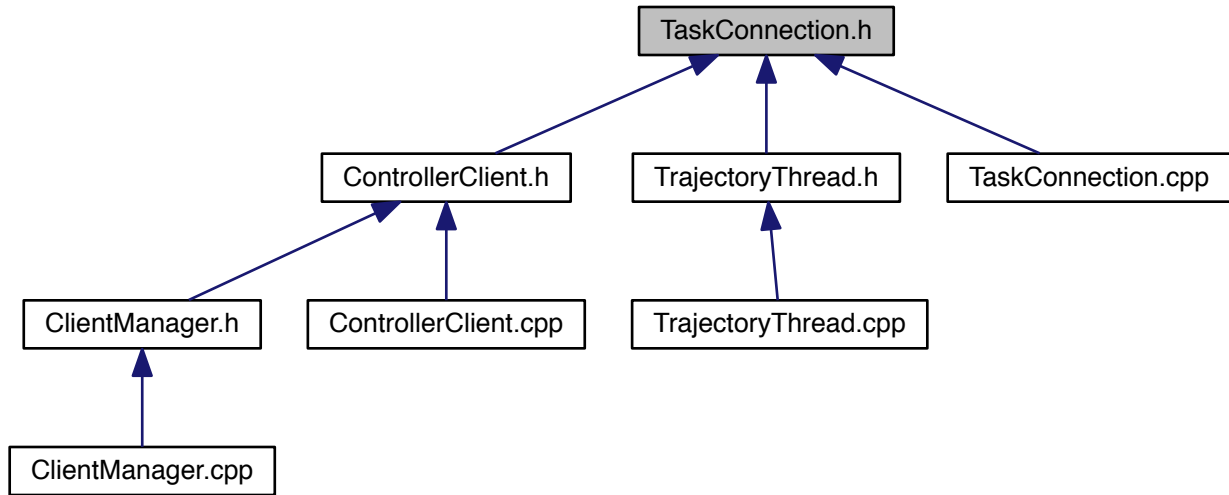 TaskConnection.h
ControllerClient.h
TrajectoryThread.h
TaskConnection.cpp
ClientManager.h
ControllerClient.cpp
TrajectoryThread.cpp
ClientManager.cpp